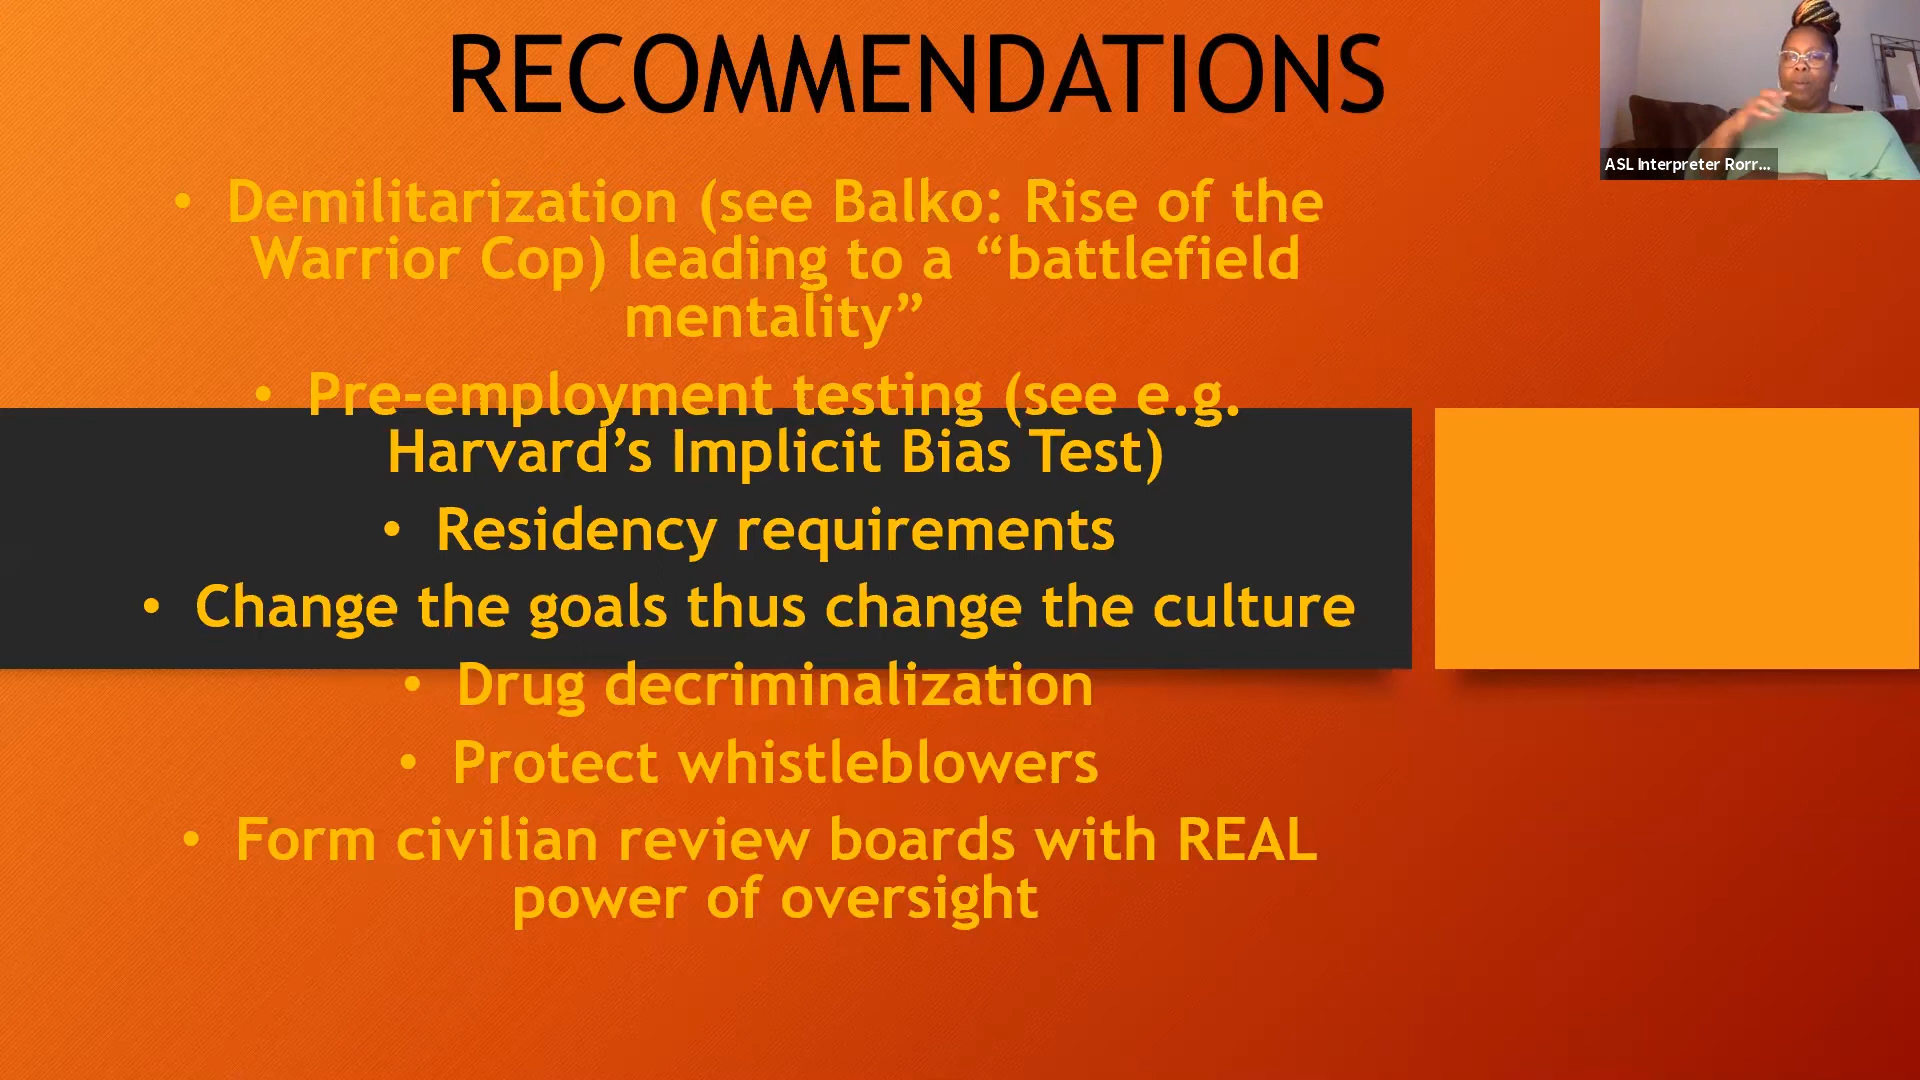 RECOMMENDATIONS
ASL Interpreter Rorr...
• Demilitarization (see Balko: Rise of the
Warrior Cop) leading to a “battlefield
mentality”
• Pre-employment testing (see e.g.
Harvard’s Implicit Bias Test)
• Residency requirements
• Change the goals thus change the culture
• Drug decriminalization
• Protect whistleblowers
• Form civilian review boards with REAL
power of oversight